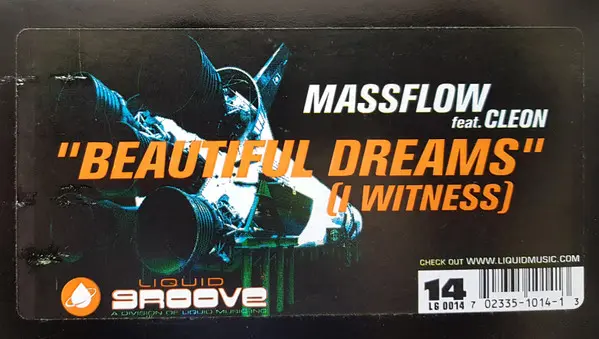 MASSFLOW
feat. CLEON
"BEAUTIFUL DREAMS"
(I WITNESS)
CHECK OUT WWW.LIQUIDMUSIC.COM
LIQUID
GROOVE
A DIVISION OF LIQUID MUSIC INC.
14
LG 0014
7 02335-1014-1 3